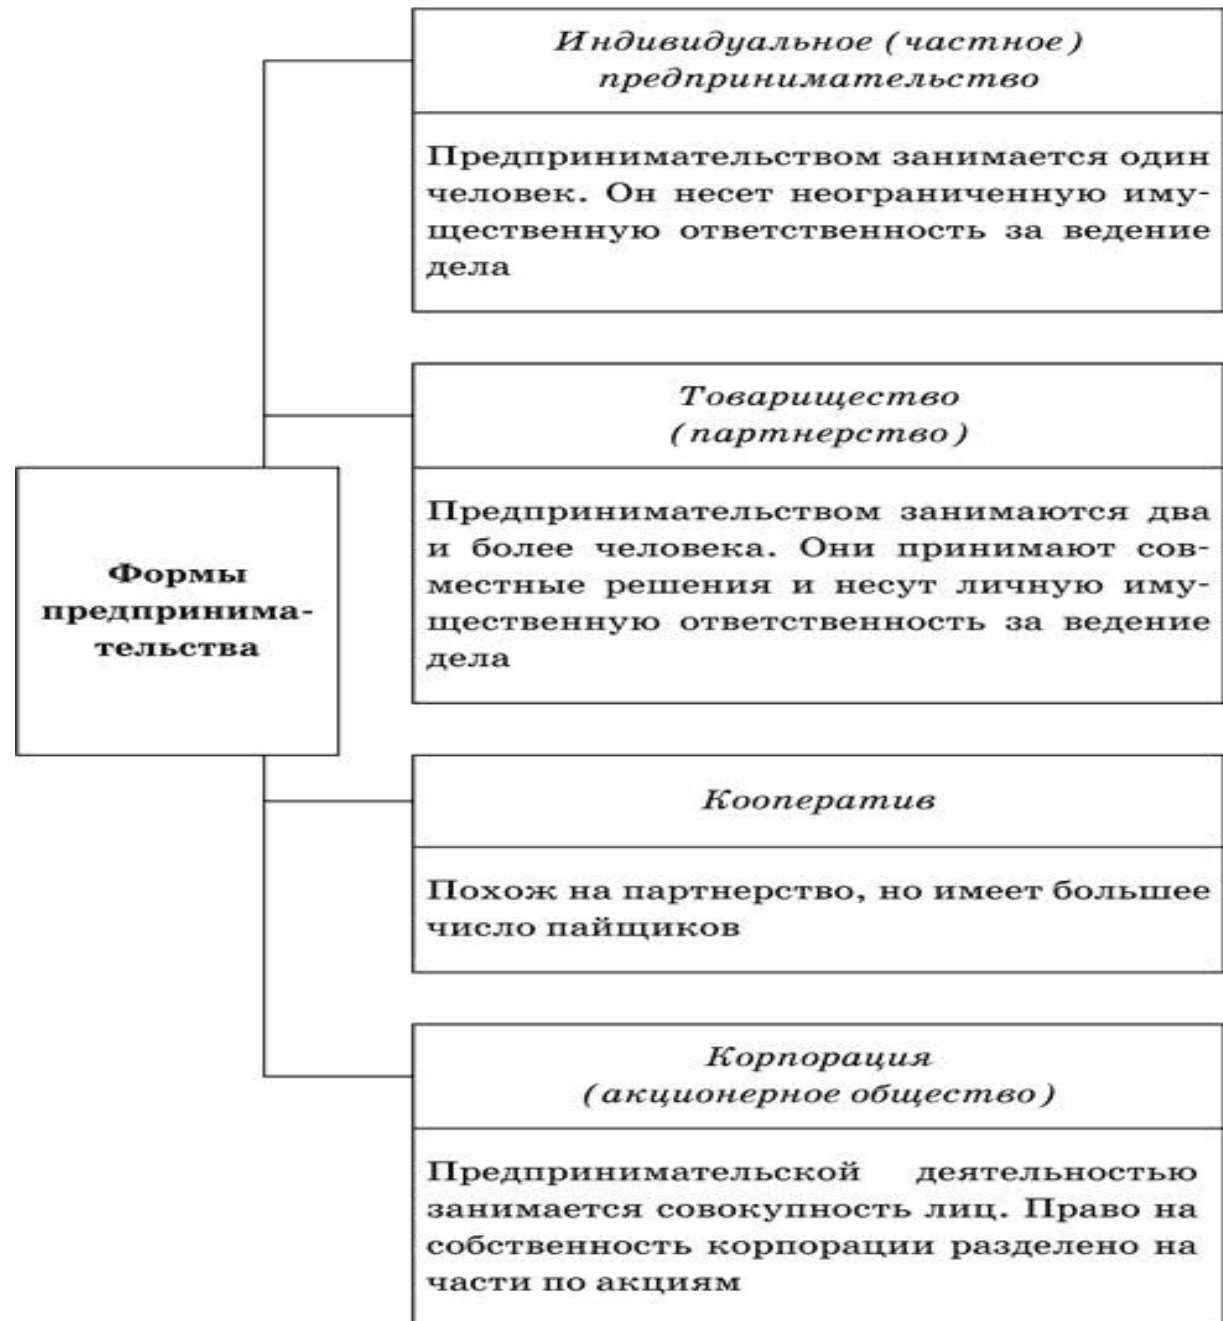 Индивидуальное (частное)
предпринимательство
Предпринимательством занимается один
человек. Он несет неограниченную иму-
щественную ответственность за ведение
дела
Товарищество
(партнерство)
Предпринимательством занимаются два
и более человека. Они принимают сов-
местные решения и несут личную иму-
щественную ответственность за ведение
дела
Формы
предпринима-
тельства
Кооператив
Похож на партнерство, но имеет большее
число пайщиков
Корпорация
(акционерное общество)
Предпринимательской деятельностью
занимается совокупность лиц. Право на
собственность корпорации разделено на
части по акциям